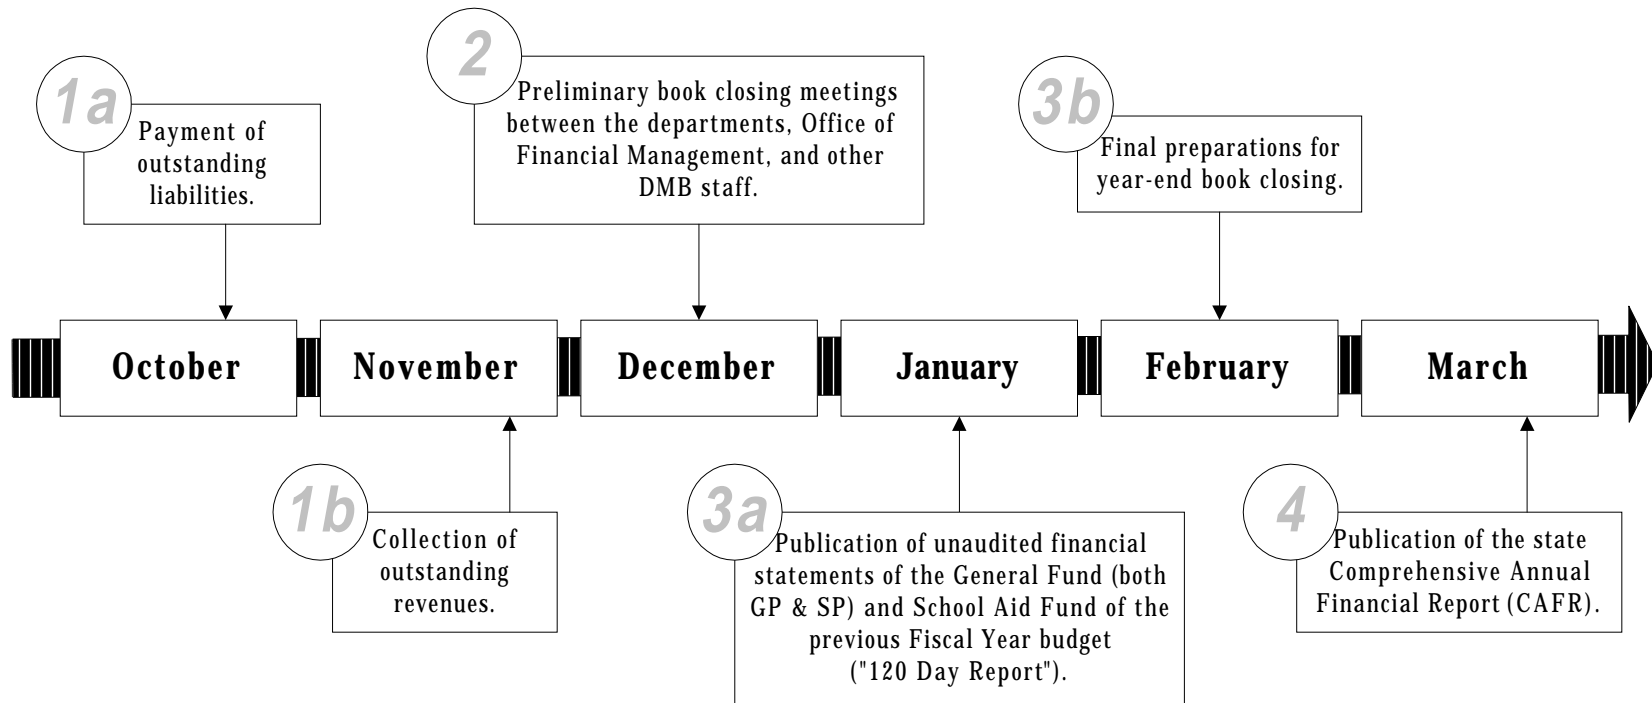 1a
Payment of
outstanding
liabilities.
2
Preliminary book closing meetings
between the departments, Office of
Financial Management, and other
DMB staff.
3b
Final preparations for
year-end book closing.
October
November
December
January
February
March
1b
Collection of
outstanding
revenues.
3a
Publication of unaudited financial
statements of the General Fund (both
GP & SP) and School Aid Fund of the
previous Fiscal Year budget
("120 Day Report").
4
Publication of the state
Comprehensive Annual
Financial Report (CAFR).